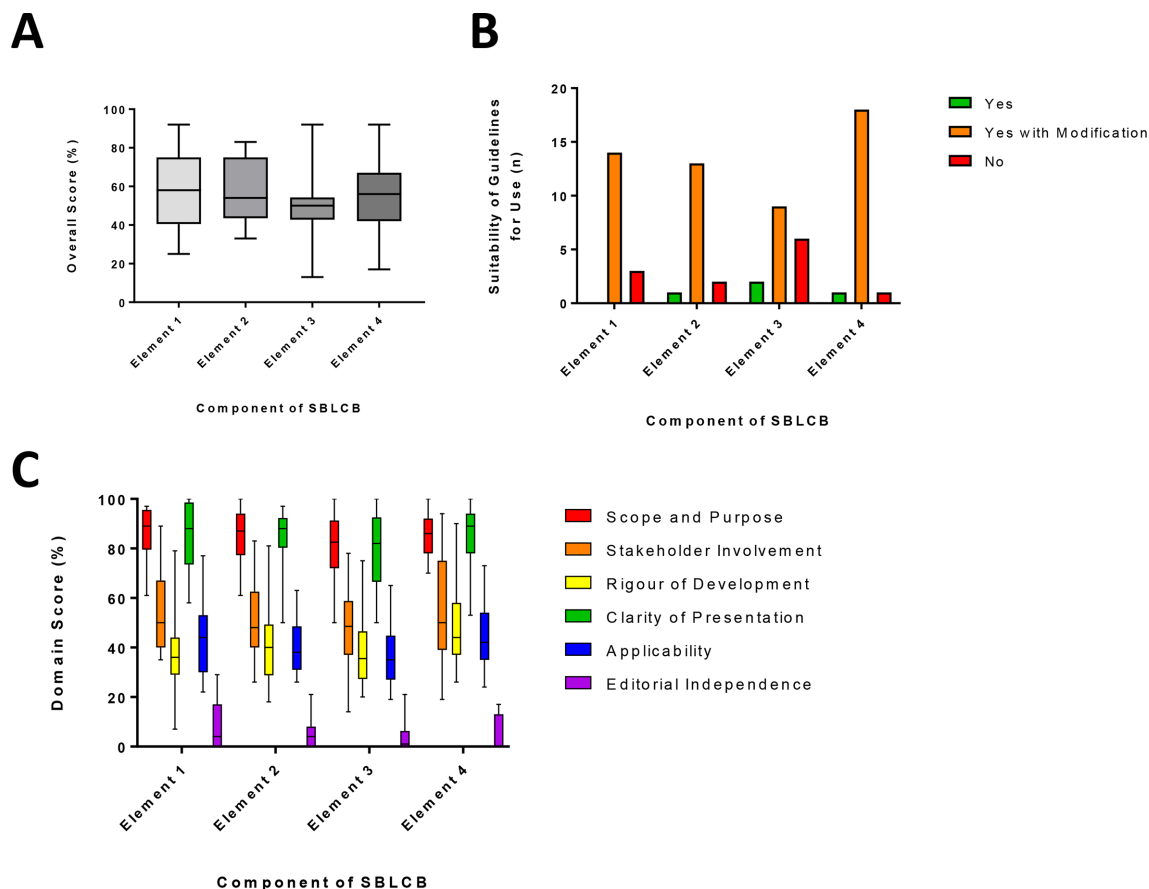 A
B
100
80
60
40
20
0
Overall Score (%)
Element 1
Element 2
Element 3
Element 4
Component of SBLCB
20
15
10
5
0
Suitability of Guidelines
for Use (n)
Element 1
Element 2
Element 3
Element 4
Component of SBLCB
Yes
Yes with Modification
No
C
100
80
60
40
20
0
Domain Score (%)
Element 1
Element 2
Element 3
Element 4
Component of SBLCB
Scope and Purpose
Stakeholder Involvement
Rigour of Development
Clarity of Presentation
Applicability
Editorial Independence